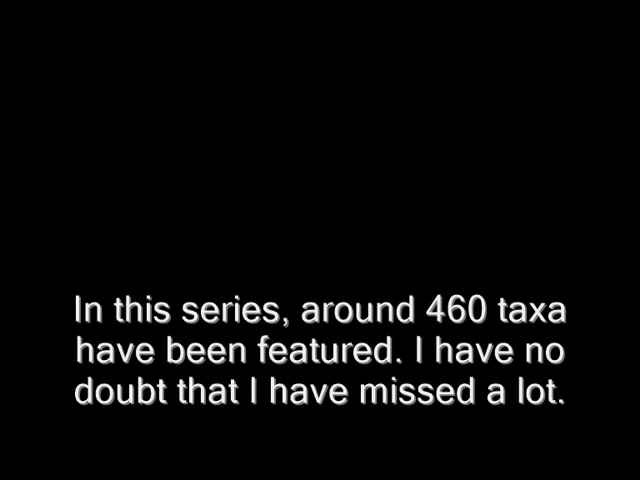 In this series, around 460 taxa
have been featured. I have no
doubt that I have missed a lot.